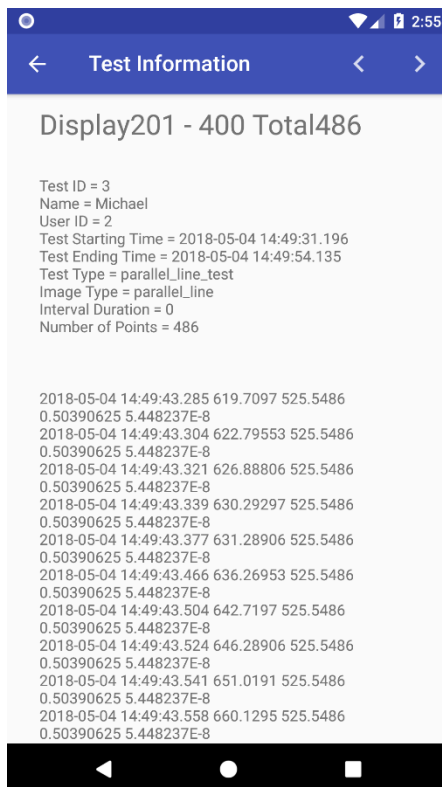 2:55
Test Information
Display201 - 400 Total486
Test ID = 3
Name = Michael
User ID = 2
Test Starting Time = 2018-05-04 14:49:31.196
Test Ending Time = 2018-05-04 14:49:54.135
Test Type = parallel_line_test
Image Type = parallel_line
Interval Duration = 0
Number of Points = 486
2018-05-04 14:49:43.285 619.7097 525.5486
0.50390625 5.448237E-8
2018-05-04 14:49:43.304 622.79553 525.5486
0.50390625 5.448237E-8
2018-05-04 14:49:43.321 626.88806 525.5486
0.50390625 5.448237E-8
2018-05-04 14:49:43.339 630.29297 525.5486
0.50390625 5.448237E-8
2018-05-04 14:49:43.377 631.28906 525.5486
0.50390625 5.448237E-8
2018-05-04 14:49:43.466 636.26953 525.5486
0.50390625 5.448237E-8
2018-05-04 14:49:43.504 642.7197 525.5486
0.50390625 5.448237E-8
2018-05-04 14:49:43.524 646.28906 525.5486
0.50390625 5.448237E-8
2018-05-04 14:49:43.541 651.0191 525.5486
0.50390625 5.448237E-8
2018-05-04 14:49:43.558 660.1295 525.5486
0.50390625 5.448237E-8